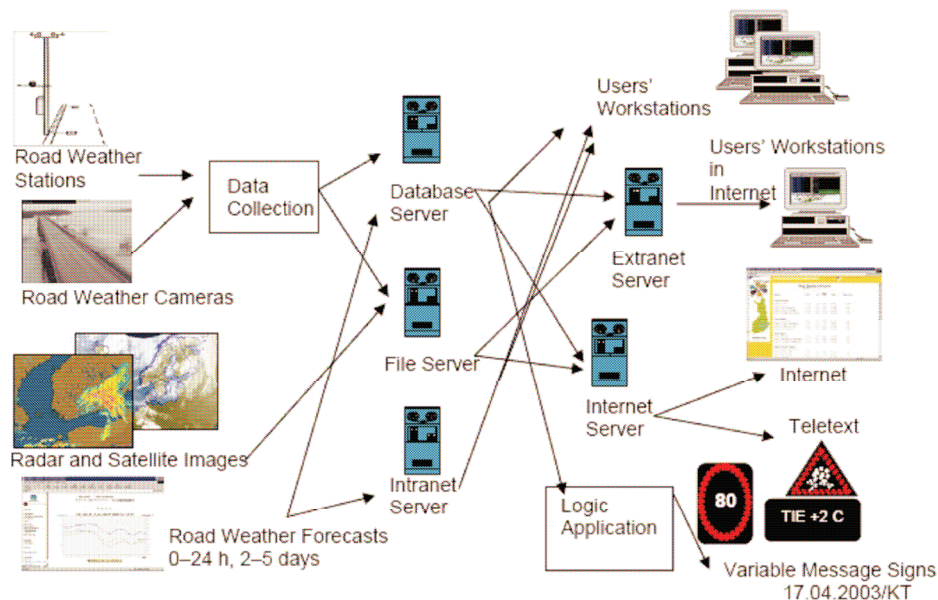 Users'
Workstations
Road Weather
Stations
Users' Workstations
in
Internet
Data
Collection
Database
Server
Extranet
Server
Road Weather Cameras
File Server
Internet
Internet
Server
Teletext
Radar and Satellite Images
Intranet
Server
Logic
Application
80
TIE +2 C
Road Weather Forecasts
0–24 h, 2–5 days
Variable Message Signs
17.04.2003/KT